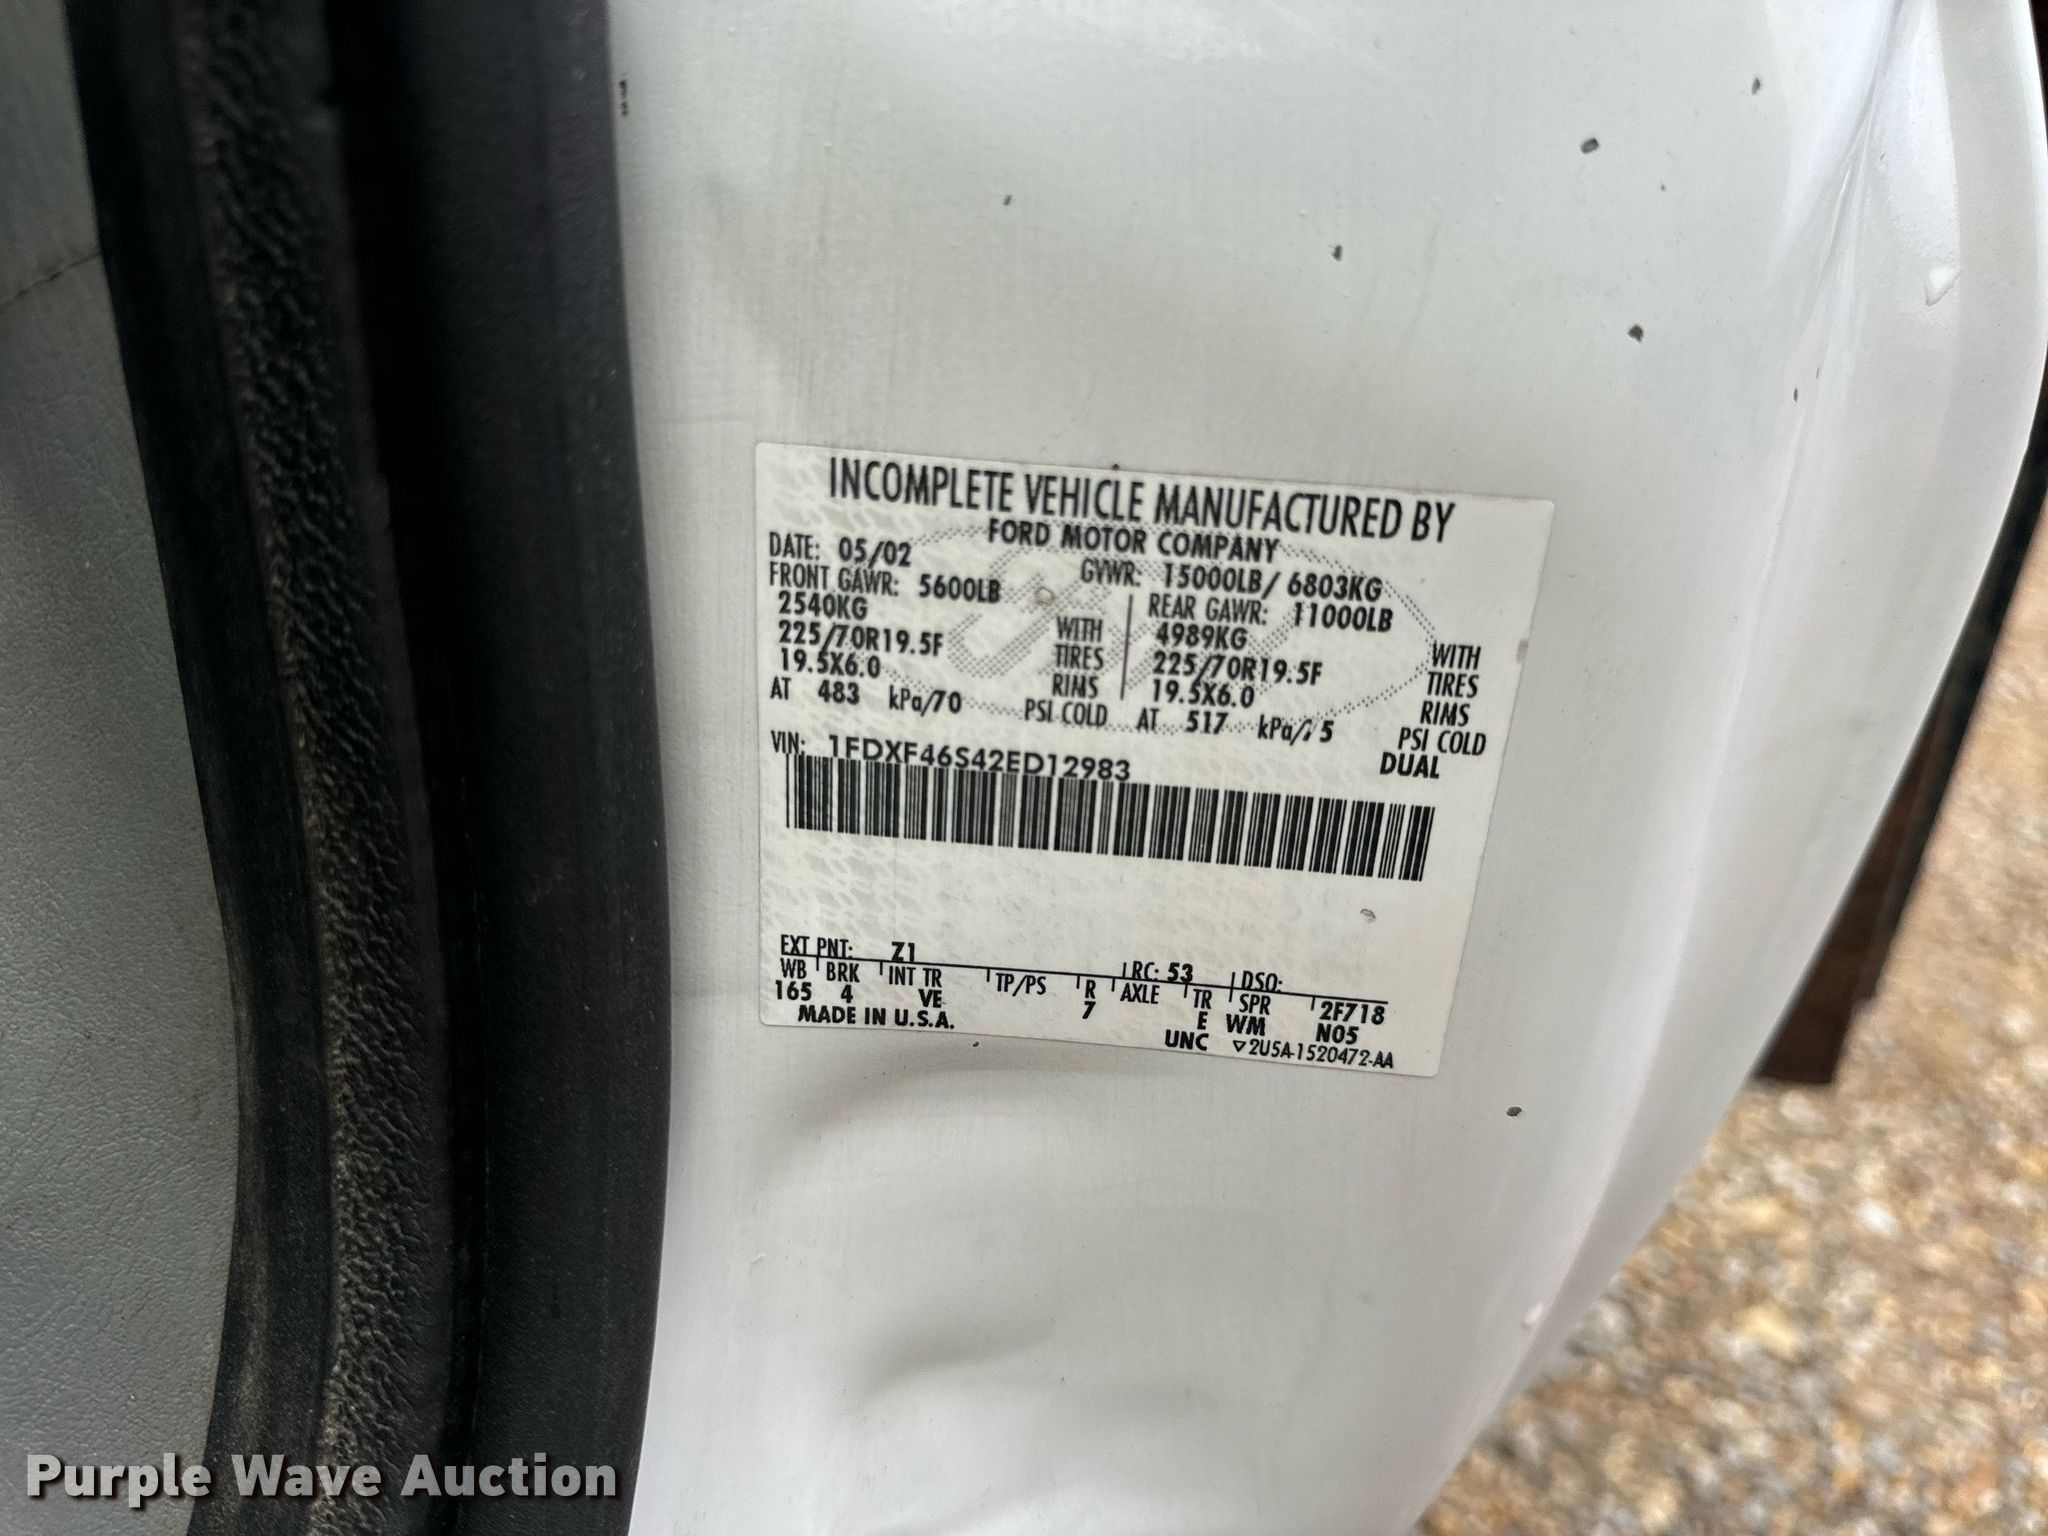 INCOMPLETE VEHICLE MANUFACTURED BY
FORD MOTOR COMPANY
DATE: 05/02 GVWR: 15000LB/ 6803KG
FRONT GAWR: 5600LB REAR GAWR: 11000LB
2540KG WITH 4989KG WITH
225/70R19.5F TIRES 225/70R19.5F TIRES
19.5X6.0 RIMS 19.5X6.0 RIMS
AT 483 kPa/70 PSI COLD AT 517 kPa/75 PSI COLD
DUAL
VIN: 1FDXF46S42ED12983
EXT PNT: Z1 RC: 53 DSO:
WB BRK INT TR TP/PS R AXLE TR SPR 2F718
165 4 VE 7 E WM N05
MADE IN U.S.A. UNC ▽2U5A-1520472-AA
Purple Wave Auction